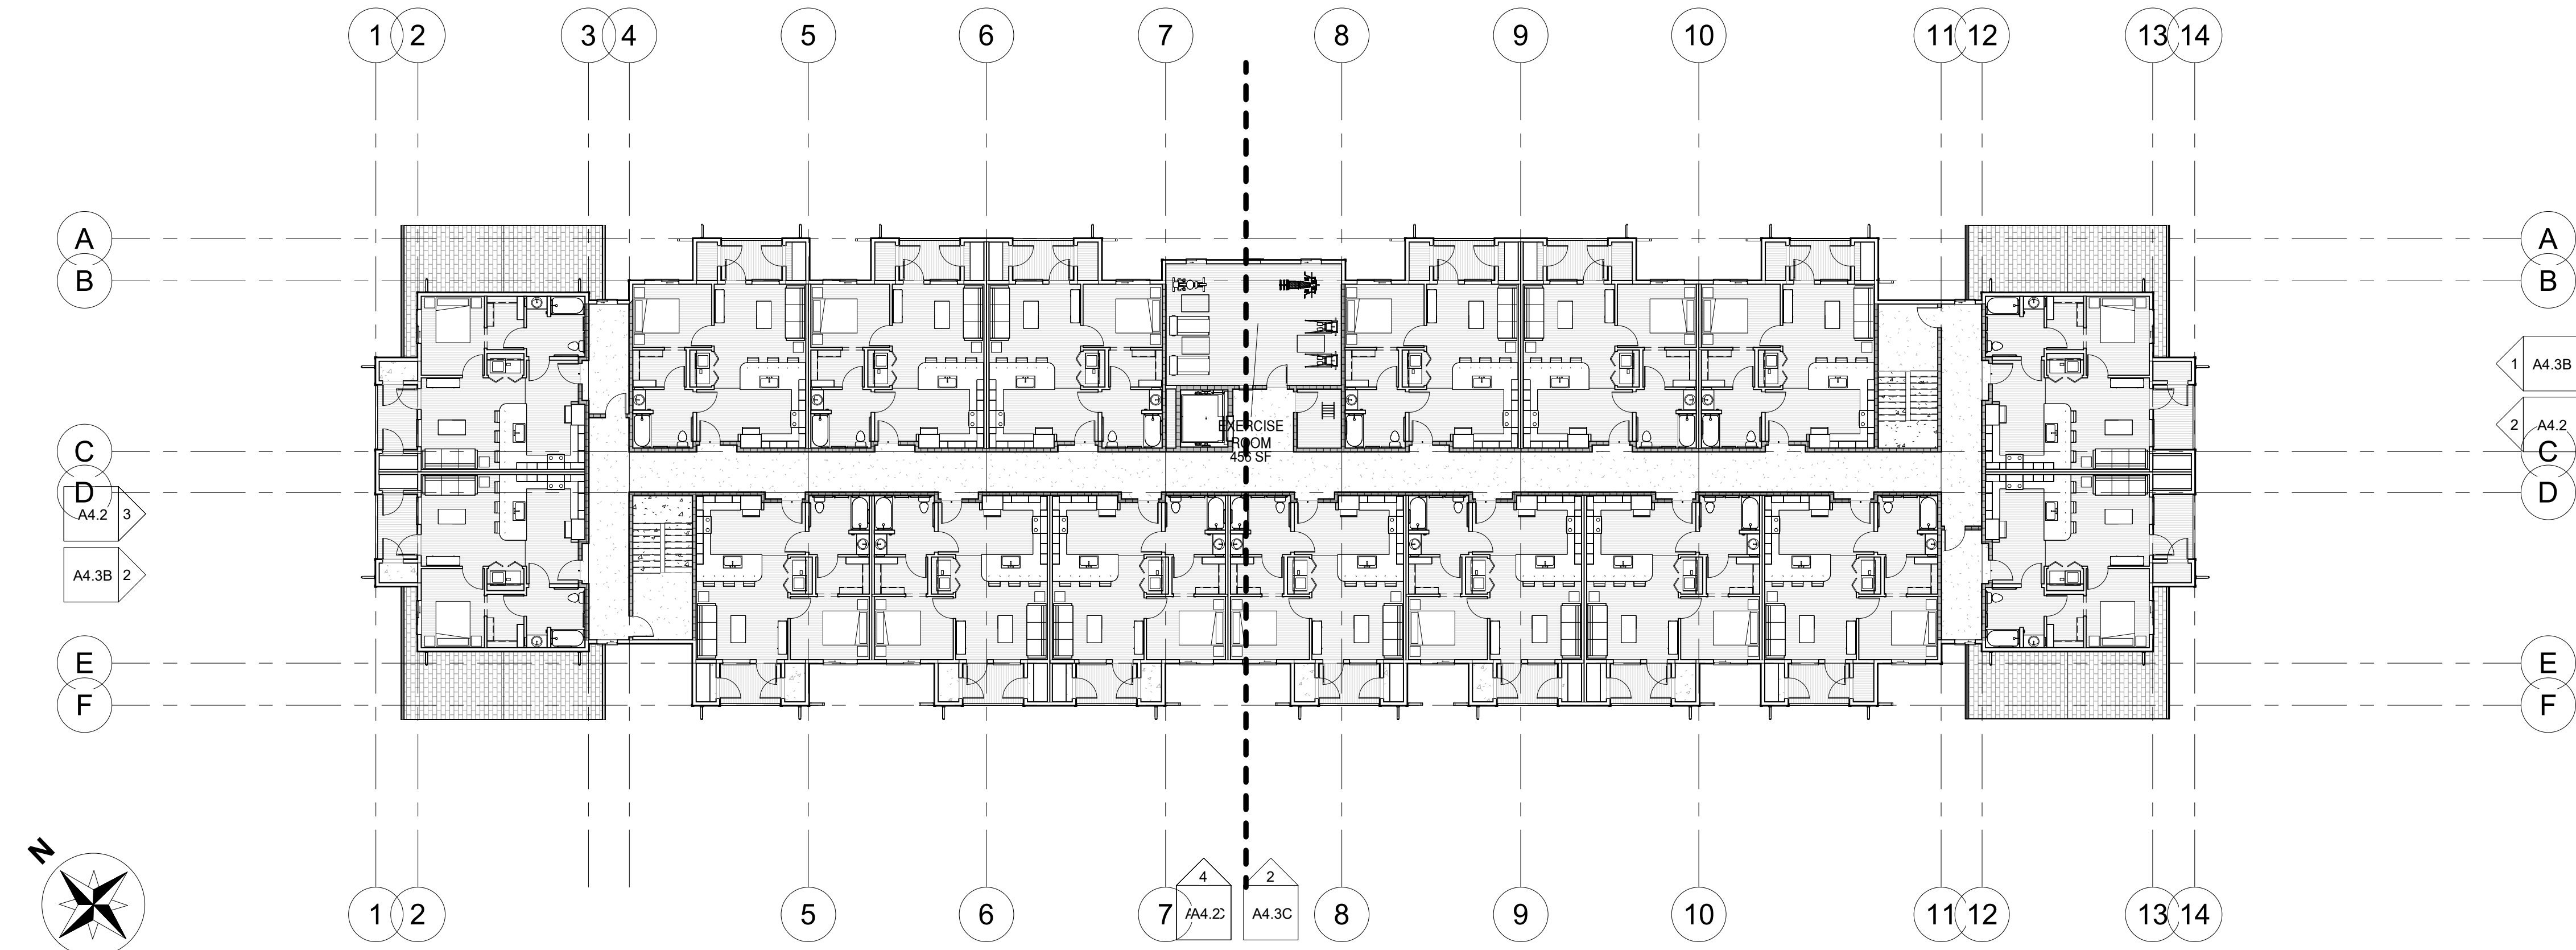 1 2 3 4 5 6 7 8 9 10 11 12 13 14
A A
B B
1 A4.3B
2 A4.2
EXERCISE
ROOM
456 SF
C C
D D
A4.2 3
A4.3B 2
E E
F F
N
4 2
A4.3C
1 2 5 6 7 8 9 10 11 12 13 14